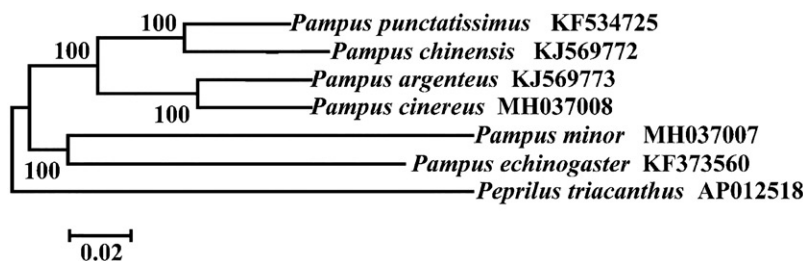 100
Pampus punctatissimus KF534725
100
Pampus chinensis KJ569772
Pampus argenteus KJ569773
100
Pampus cinereus MH037008
Pampus minor MH037007
100
Pampus echinogaster KF373560
Peprilus triacanthus AP012518
0.02